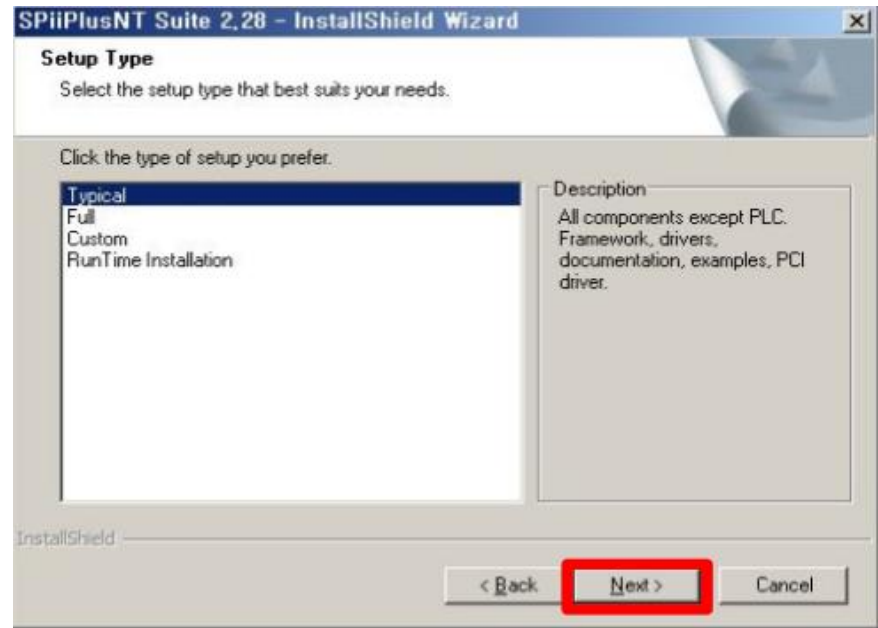 SPiiPlusNT Suite 2,28 - InstallShield Wizard
Setup Type
Select the setup type that best suits your needs.
Click the type of setup you prefer.
Typical
Full
Custom
RunTime Installation
Description
All components except PLC.
Framework, drivers,
documentation, examples, PCI
driver.
InstallShield
< Back
Next >
Cancel